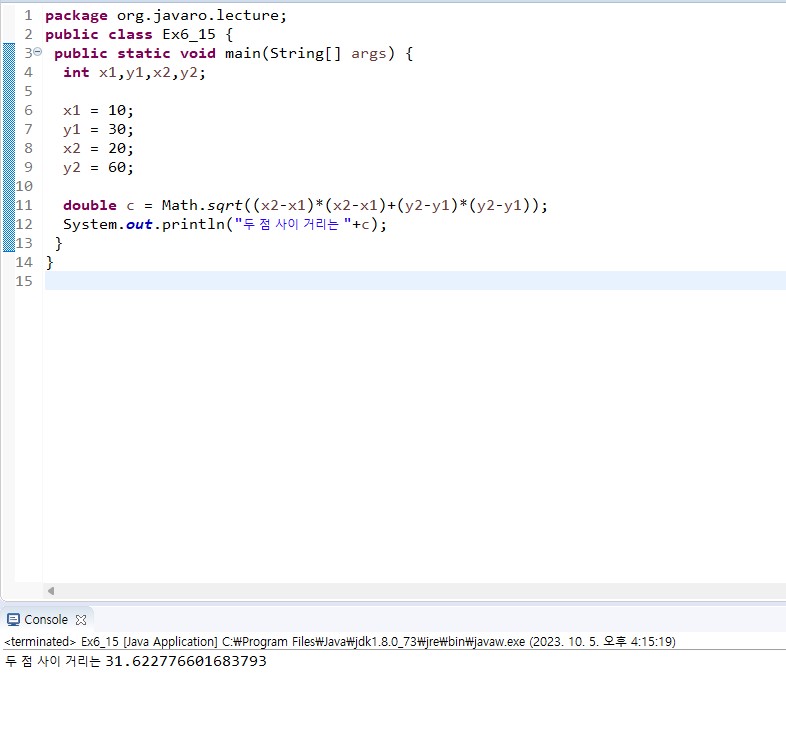 1 package org.javaro.lecture;
2 public class Ex6_15 {
3 public static void main(String[] args) {
4 int x1,y1,x2,y2;
5
6 x1 = 10;
7 y1 = 30;
8 x2 = 20;
9 y2 = 60;
10
11 double c = Math.sqrt((x2-x1)*(x2-x1)+(y2-y1)*(y2-y1));
12 System.out.println("두 점 사이 거리는 "+c);
13 }
14 }
15
Console
<terminated> Ex6_15 [Java Application] C:₩Program Files₩Java₩jdk1.8.0_73₩jre₩bin₩javaw.exe (2023. 10. 5. 오후 4:15:19)
두 점 사이 거리는 31.622776601683793